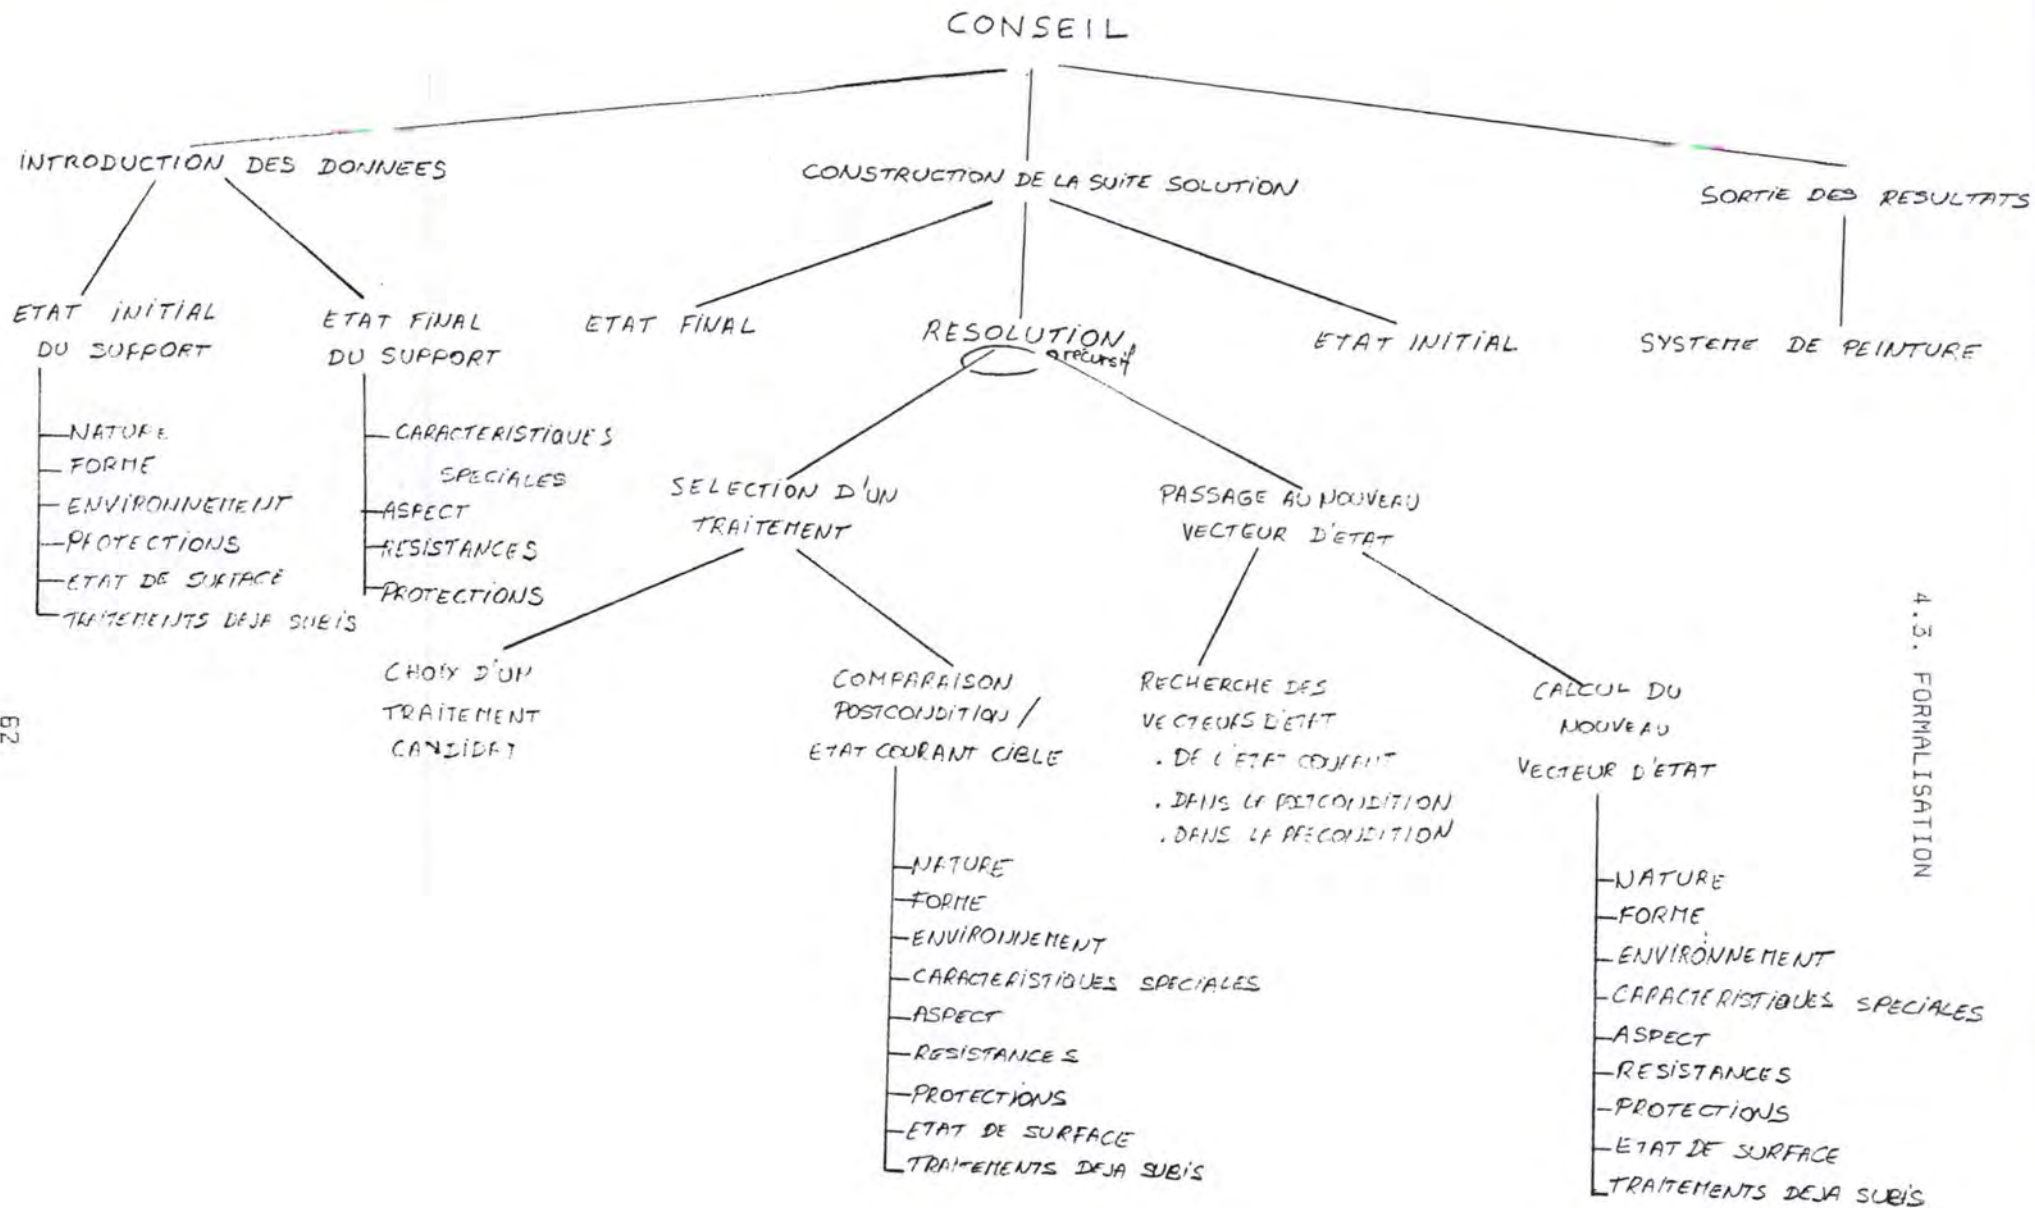 CONSEIL
INTRODUCTION DES DONNEES
CONSTRUCTION DE LA SUITE SOLUTION
SORTIE DES RESULTATS
ETAT INITIAL
DU SUPPORT
NATURE
FORME
ENVIRONNEMENT
PROTECTIONS
ETAT DE SURFACE
TRAITEMENTS DEJA SUBIS
ETAT FINAL
DU SUPPORT
CARACTERISTIQUES
SPECIALES
ASPECT
RESISTANCES
PROTECTIONS
ETAT FINAL
RESOLUTION
récursif
ETAT INITIAL
SYSTEME DE PEINTURE
SELECTION D'UN
TRAITEMENT
PASSAGE AU NOUVEAU
VECTEUR D'ETAT
CHOIX D'UN
TRAITEMENT
CANDIDAT
COMPARAISON
POSTCONDITION /
ETAT COURANT CIBLE
NATURE
FORME
ENVIRONNEMENT
CARACTERISTIQUES SPECIALES
ASPECT
RESISTANCES
PROTECTIONS
ETAT DE SURFACE
TRAITEMENTS DEJA SUBIS
RECHERCHE DES
VECTEURS D'ETAT
. DE L'ETAT COURANT
. DANS LA POSTCONDITION
. DANS LA PRECONDITION
CALCUL DU
NOUVEAU
VECTEUR D'ETAT
NATURE
FORME
ENVIRONNEMENT
CARACTERISTIQUES SPECIALES
ASPECT
RESISTANCES
PROTECTIONS
ETAT DE SURFACE
TRAITEMENTS DEJA SUBIS
4.3. FORMALISATION
62